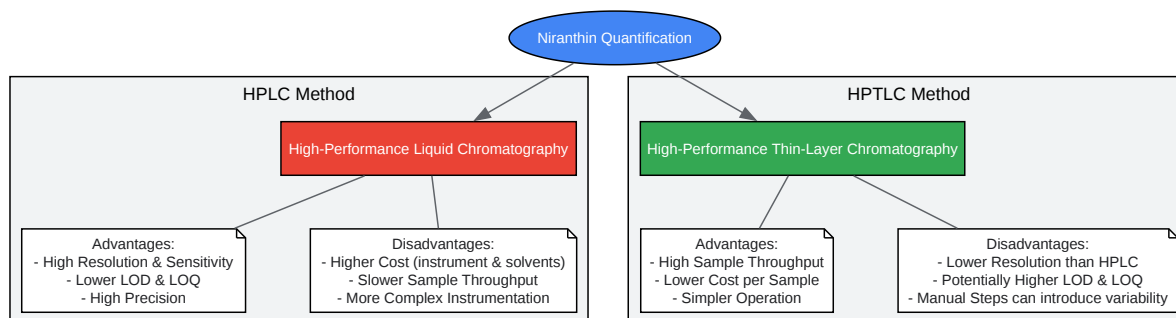 Niranthin Quantification
HPLC Method
High-Performance Liquid Chromatography
Advantages:
- High Resolution & Sensitivity
- Lower LOD & LOQ
- High Precision
Disadvantages:
- Higher Cost (instrument & solvents)
- Slower Sample Throughput
- More Complex Instrumentation
HPTLC Method
High-Performance Thin-Layer Chromatography
Advantages:
- High Sample Throughput
- Lower Cost per Sample
- Simpler Operation
Disadvantages:
- Lower Resolution than HPLC
- Potentially Higher LOD & LOQ
- Manual Steps can introduce variability